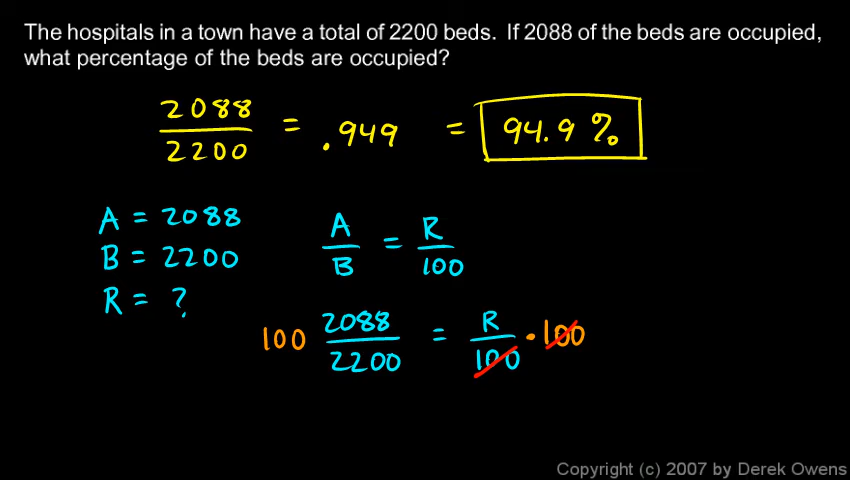 The hospitals in a town have a total of 2200 beds.  If 2088 of the beds are occupied,
what percentage of the beds are occupied?
2088/2200 = .949 = 94.9 %
A = 2088
B = 2200
R = ?
A/B = R/100
100 2088/2200 = R/100 · 100
Copyright (c) 2007 by Derek Owens